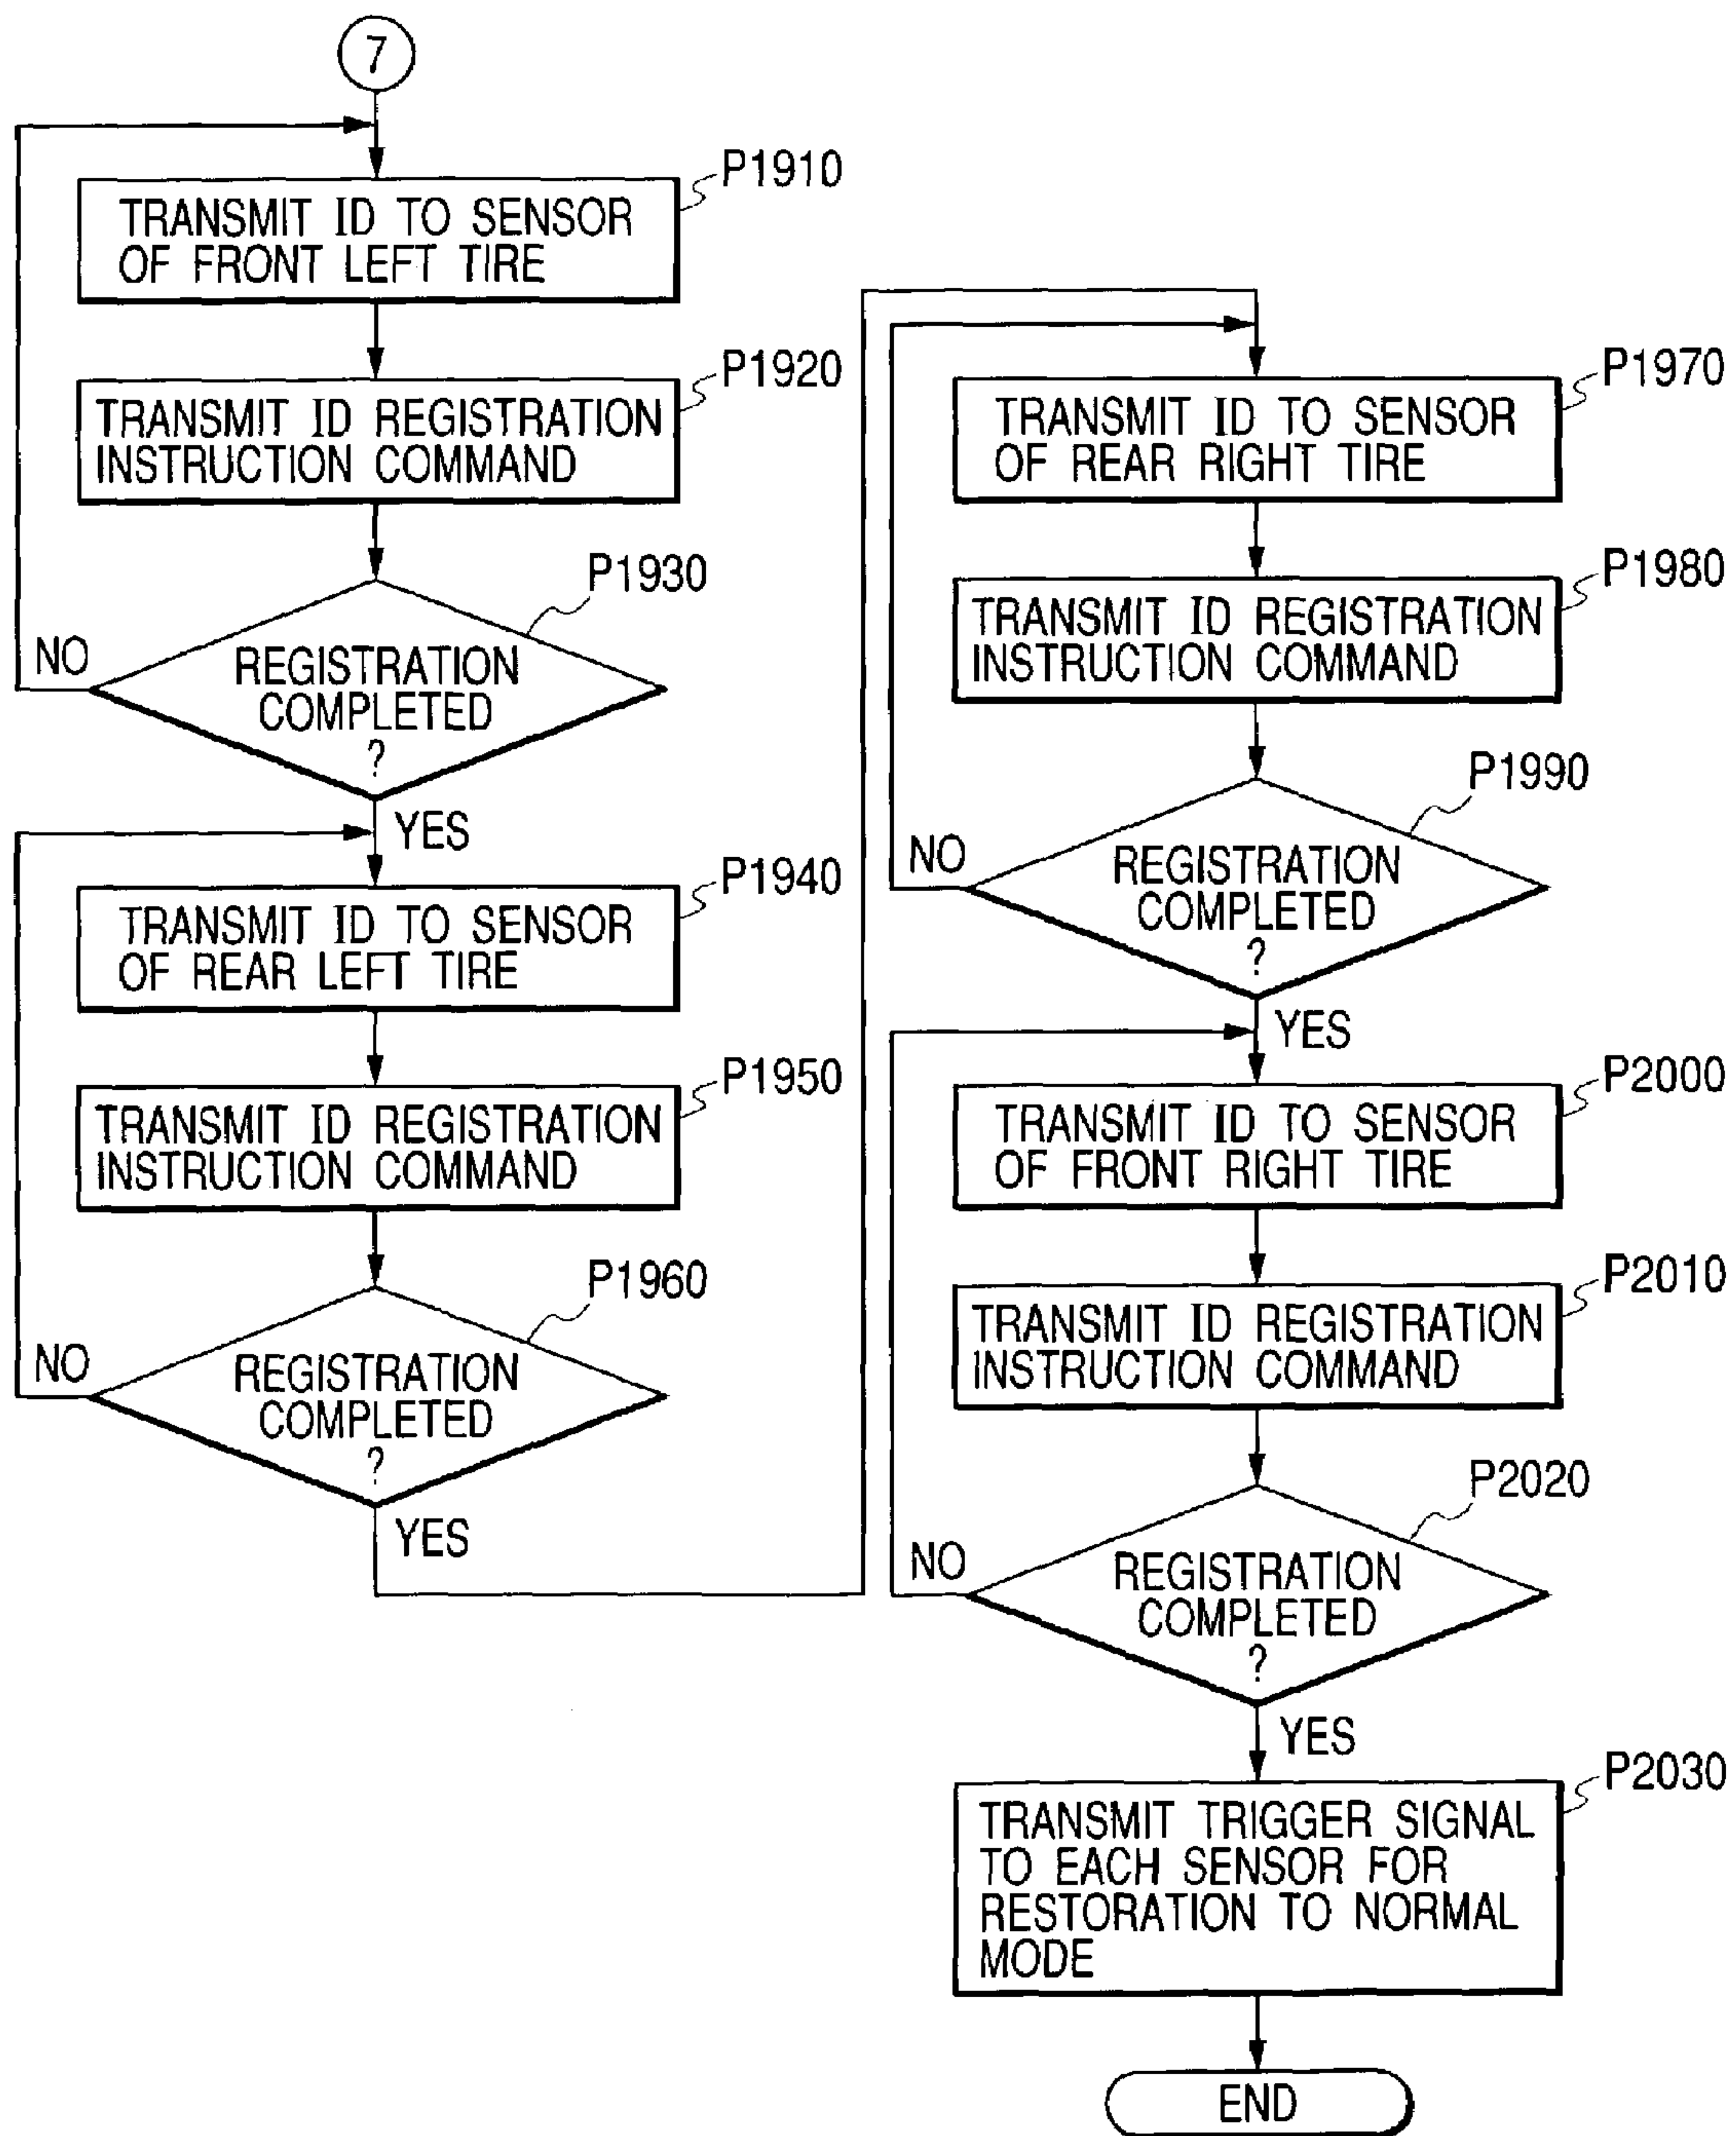 7
P1910
TRANSMIT ID TO SENSOR
OF FRONT LEFT TIRE
P1920
TRANSMIT ID REGISTRATION
INSTRUCTION COMMAND
P1930
NO
REGISTRATION
COMPLETED
?
YES
P1940
TRANSMIT ID TO SENSOR
OF REAR LEFT TIRE
P1950
TRANSMIT ID REGISTRATION
INSTRUCTION COMMAND
P1960
NO
REGISTRATION
COMPLETED
?
YES
P1970
TRANSMIT ID TO SENSOR
OF REAR RIGHT TIRE
P1980
TRANSMIT ID REGISTRATION
INSTRUCTION COMMAND
P1990
NO
REGISTRATION
COMPLETED
?
YES
P2000
TRANSMIT ID TO SENSOR
OF FRONT RIGHT TIRE
P2010
TRANSMIT ID REGISTRATION
INSTRUCTION COMMAND
P2020
NO
REGISTRATION
COMPLETED
?
YES
P2030
TRANSMIT TRIGGER SIGNAL
TO EACH SENSOR FOR
RESTORATION TO NORMAL
MODE
END